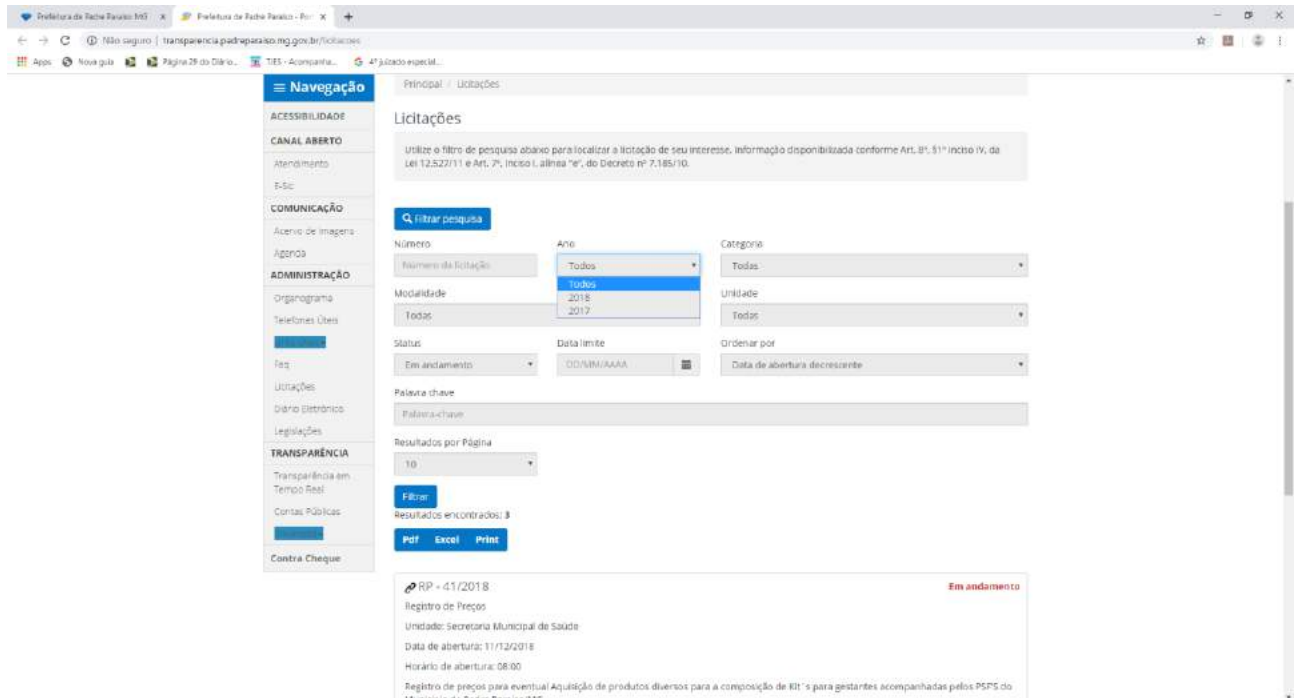 Prefeitura de Padre Paraíso MG
Prefeitura de Padre Paraíso - Por
Não seguro | transparencia.padreparaiso.mg.gov.br/licitacoes
Apps Nova guia Página 29 do Diário... TJES - Acompanha... 4º juizado especial...
≡ Navegação
ACESSIBILIDADE
CANAL ABERTO
Atendimento
E-Sic
COMUNICAÇÃO
Acervo de Imagens
Agenda
ADMINISTRAÇÃO
Organograma
Telefones Úteis
Faq
Licitações
Diário Eletrônico
Legislações
TRANSPARÊNCIA
Transparência em
Tempo Real
Contas Públicas
Contra Cheque
Principal / Licitações
Licitações
Utilize o filtro de pesquisa abaixo para localizar a licitação de seu interesse. Informação disponibilizada conforme Art. 8º, §1º inciso IV, da
Lei 12.527/11 e Art. 7º, Inciso I, alínea "e", do Decreto nº 7.185/10.
Filtrar pesquisa
Número Ano Categoria
Número da licitação Todos Todas
Todos
2018
2017
Modalidade Unidade
Todas Todas
Status Data limite Ordenar por
Em andamento DD/MM/AAAA Data de abertura decrescente
Palavra chave
Palavra-chave
Resultados por Página
10
Filtrar
Resultados encontrados: 3
Pdf Excel Print
RP - 41/2018 Em andamento
Registro de Preços
Unidade: Secretaria Municipal de Saúde
Data de abertura: 11/12/2018
Horário de abertura: 08:00
Registro de preços para eventual Aquisição de produtos diversos para a composição de Kit´s para gestantes acompanhadas pelos PSF'S do